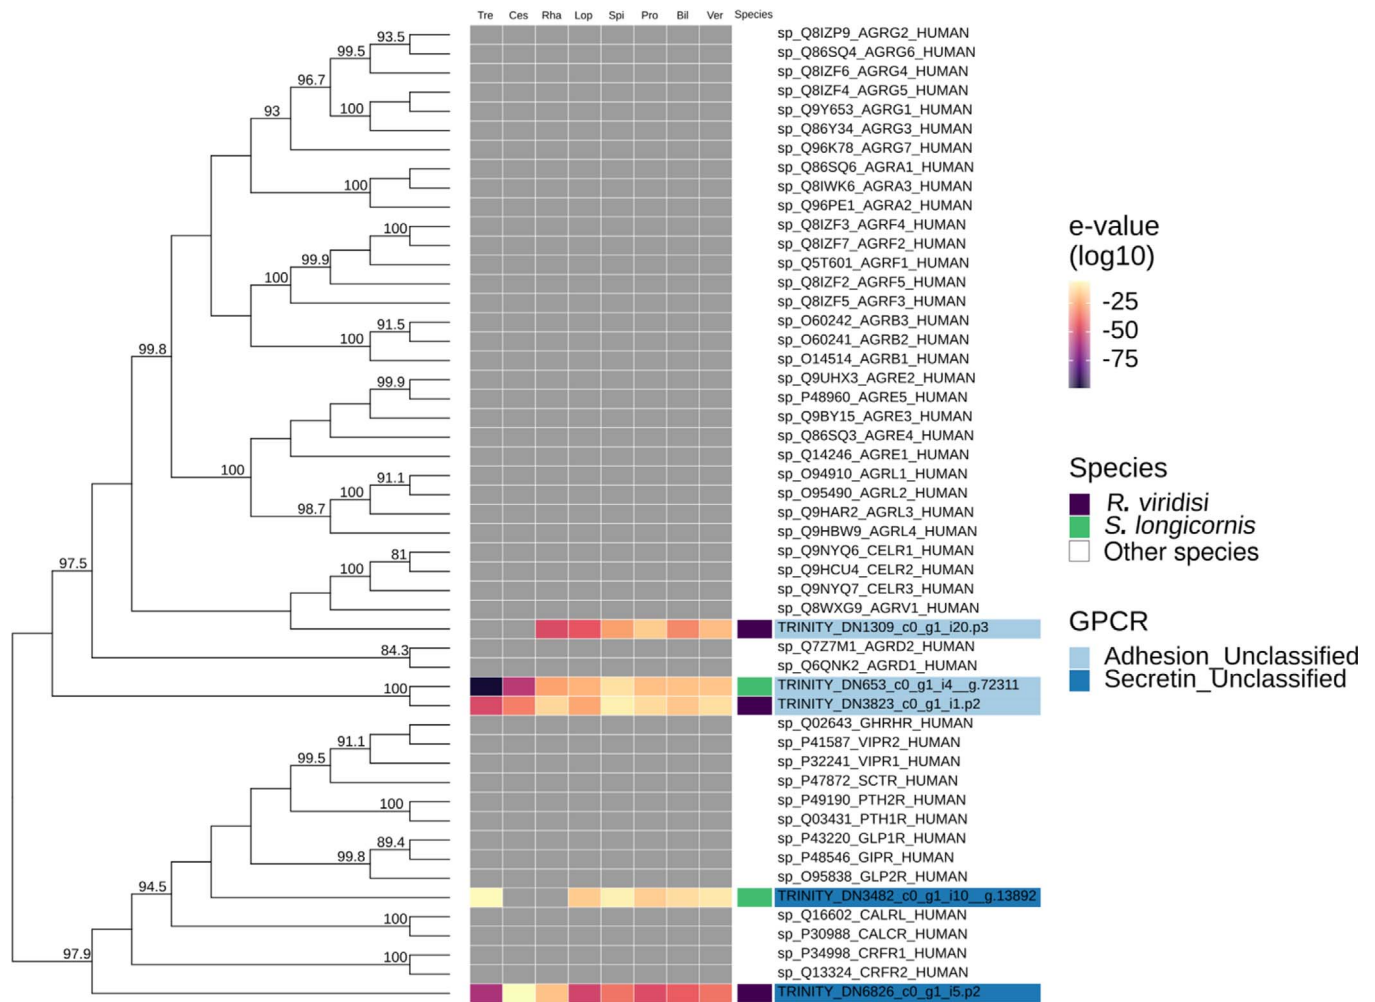 Tre Ces Rha Lop Spi Pro Bil Ver Species
sp_Q8IZP9_AGRG2_HUMAN
93.5
sp_Q86SQ4_AGRG6_HUMAN
99.5
sp_Q8IZF6_AGRG4_HUMAN
96.7
sp_Q8IZF4_AGRG5_HUMAN
93
100
sp_Q9Y653_AGRG1_HUMAN
sp_Q86Y34_AGRG3_HUMAN
sp_Q96K78_AGRG7_HUMAN
sp_Q86SQ6_AGRA1_HUMAN
100
sp_Q8IWK6_AGRA3_HUMAN
sp_Q96PE1_AGRA2_HUMAN
sp_Q8IZF3_AGRF4_HUMAN
100
sp_Q8IZF7_AGRF2_HUMAN
99.9
sp_Q5T601_AGRF1_HUMAN
100
sp_Q8IZF2_AGRF5_HUMAN
sp_Q8IZF5_AGRF3_HUMAN
sp_O60242_AGRB3_HUMAN
91.5
sp_O60241_AGRB2_HUMAN
100
99.8
sp_O14514_AGRB1_HUMAN
sp_Q9UHX3_AGRE2_HUMAN
99.9
sp_P48960_AGRE5_HUMAN
sp_Q9BY15_AGRE3_HUMAN
sp_Q86SQ3_AGRE4_HUMAN
sp_Q14246_AGRE1_HUMAN
100
sp_O94910_AGRL1_HUMAN
91.1
sp_O95490_AGRL2_HUMAN
100
98.7
sp_Q9HAR2_AGRL3_HUMAN
sp_Q9HBW9_AGRL4_HUMAN
sp_Q9NYQ6_CELR1_HUMAN
81
97.5
sp_Q9HCU4_CELR2_HUMAN
100
sp_Q9NYQ7_CELR3_HUMAN
sp_Q8WXG9_AGRV1_HUMAN
TRINITY_DN1309_c0_g1_i20.p3
sp_Q7Z7M1_AGRD2_HUMAN
84.3
sp_Q6QNK2_AGRD1_HUMAN
TRINITY_DN653_c0_g1_i4__g.72311
100
TRINITY_DN3823_c0_g1_i1.p2
sp_Q02643_GHRHR_HUMAN
91.1
sp_P41587_VIPR2_HUMAN
99.5
sp_P32241_VIPR1_HUMAN
sp_P47872_SCTR_HUMAN
sp_P49190_PTH2R_HUMAN
100
sp_Q03431_PTH1R_HUMAN
sp_P43220_GLP1R_HUMAN
89.4
sp_P48546_GIPR_HUMAN
99.8
sp_O95838_GLP2R_HUMAN
94.5
TRINITY_DN3482_c0_g1_i10__g.13892
sp_Q16602_CALRL_HUMAN
100
sp_P30988_CALCR_HUMAN
97.9
sp_P34998_CRFR1_HUMAN
100
sp_Q13324_CRFR2_HUMAN
TRINITY_DN6826_c0_g1_i5.p2
e-value
(log10)
-25
-50
-75
Species
R. viridisi
S. longicornis
Other species
GPCR
Adhesion_Unclassified
Secretin_Unclassified